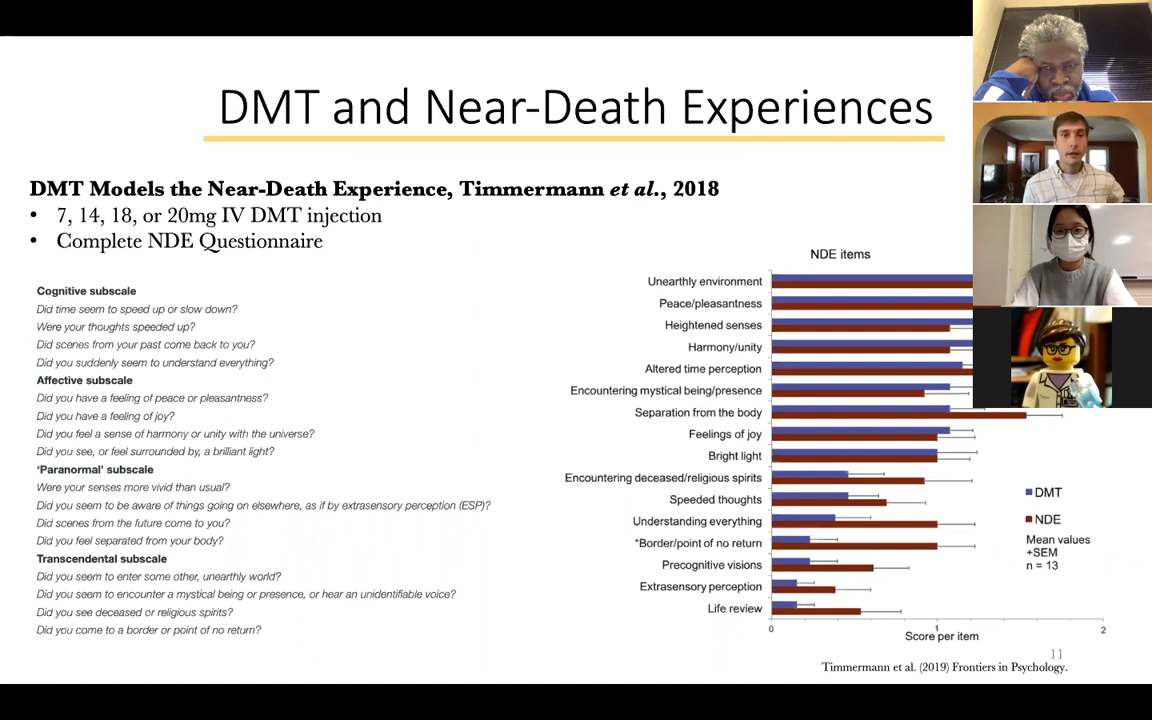 DMT and Near-Death Experiences
DMT Models the Near-Death Experience, Timmermann et al., 2018
• 7, 14, 18, or 20mg IV DMT injection
• Complete NDE Questionnaire
Cognitive subscale
Did time seem to speed up or slow down?
Were your thoughts speeded up?
Did scenes from your past come back to you?
Did you suddenly seem to understand everything?
Affective subscale
Did you have a feeling of peace or pleasantness?
Did you have a feeling of joy?
Did you feel a sense of harmony or unity with the universe?
Did you see, or feel surrounded by, a brilliant light?
‘Paranormal’ subscale
Were your senses more vivid than usual?
Did you seem to be aware of things going on elsewhere, as if by extrasensory perception (ESP)?
Did scenes from the future come to you?
Did you feel separated from your body?
Transcendental subscale
Did you seem to enter some other, unearthly world?
Did you seem to encounter a mystical being or presence, or hear an unidentifiable voice?
Did you see deceased or religious spirits?
Did you come to a border or point of no return?
NDE items
Unearthly environment
Peace/pleasantness
Heightened senses
Harmony/unity
Altered time perception
Encountering mystical being/presence
Separation from the body
Feelings of joy
Bright light
Encountering deceased/religious spirits
Speeded thoughts
Understanding everything
*Border/point of no return
Precognitive visions
Extrasensory perception
Life review
DMT
NDE
Mean values
+SEM
n = 13
0 1 2
Score per item
11
Timmermann et al. (2019) Frontiers in Psychology.